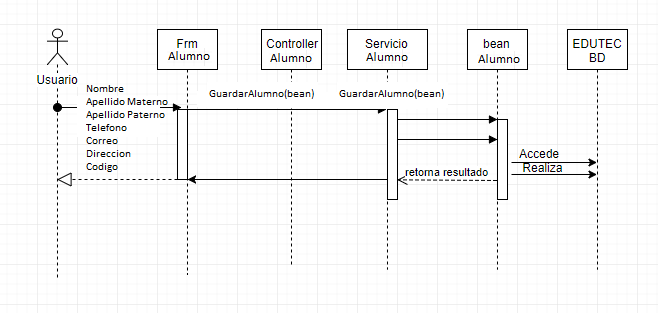 Usuario
Frm
Alumno
Controller
Alumno
Servicio
Alumno
bean
Alumno
EDUTEC
BD
Nombre
Apellido Materno
Apellido Paterno
Telefono
Correo
Direccion
Codigo
GuardarAlumno(bean)
GuardarAlumno(bean)
Accede
Realiza
retorna resultado